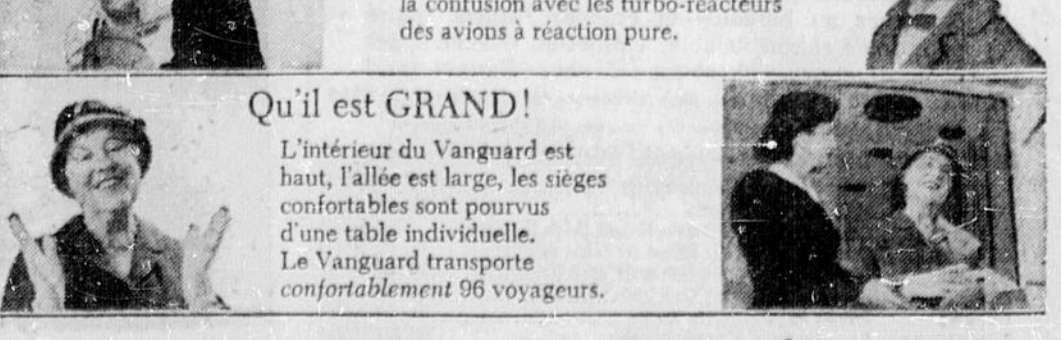 la confusion avec les turbo-réacteurs
des avions à réaction pure.
Qu'il est GRAND!
L'intérieur du Vanguard est
haut, l'allée est large, les sièges
confortables sont pourvus
d'une table individuelle.
Le Vanguard transporte
confortablement 96 voyageurs.